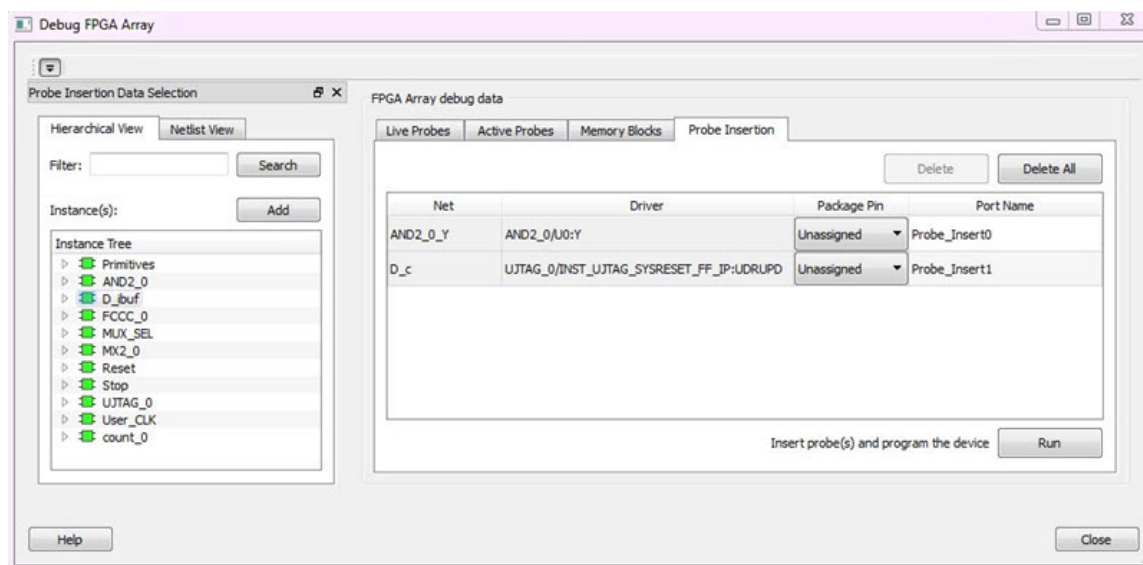 Debug FPGA Array
Probe Insertion Data Selection
Hierarchical View Netlist View
Filter: Search
Instance(s): Add
Instance Tree
Primitives
AND2_0
D_ibuf
FCCC_0
MUX_SEL
MX2_0
Reset
Stop
UJTAG_0
User_CLK
count_0
FPGA Array debug data
Live Probes Active Probes Memory Blocks Probe Insertion
Delete Delete All
Net Driver Package Pin Port Name
AND2_0_Y AND2_0/U0:Y Unassigned Probe_Insert0
D_c UJTAG_0/INST_UJTAG_SYSRESET_FF_IP:UDRUPD Unassigned Probe_Insert1
Insert probe(s) and program the device Run
Help Close